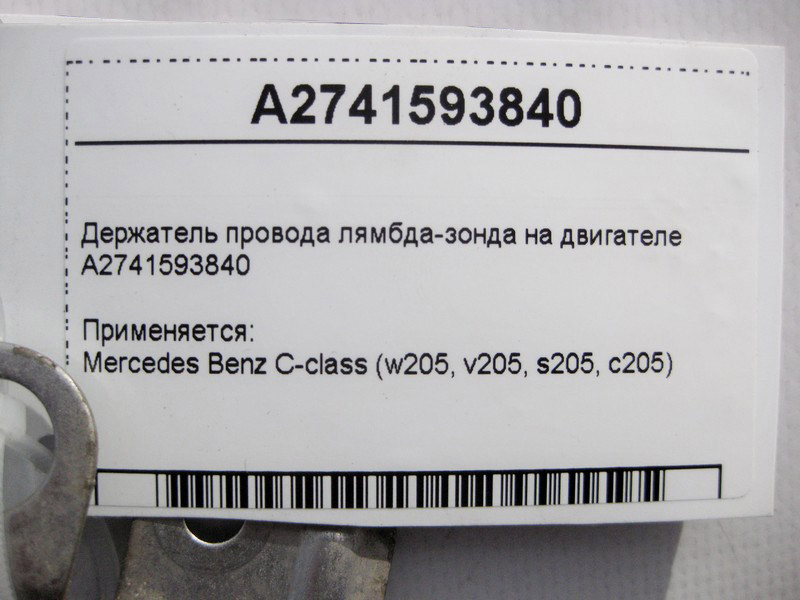 A2741593840
Держатель провода лямбда-зонда на двигателе
A2741593840
Применяется:
Mercedes Benz C-class (w205, v205, s205, c205)